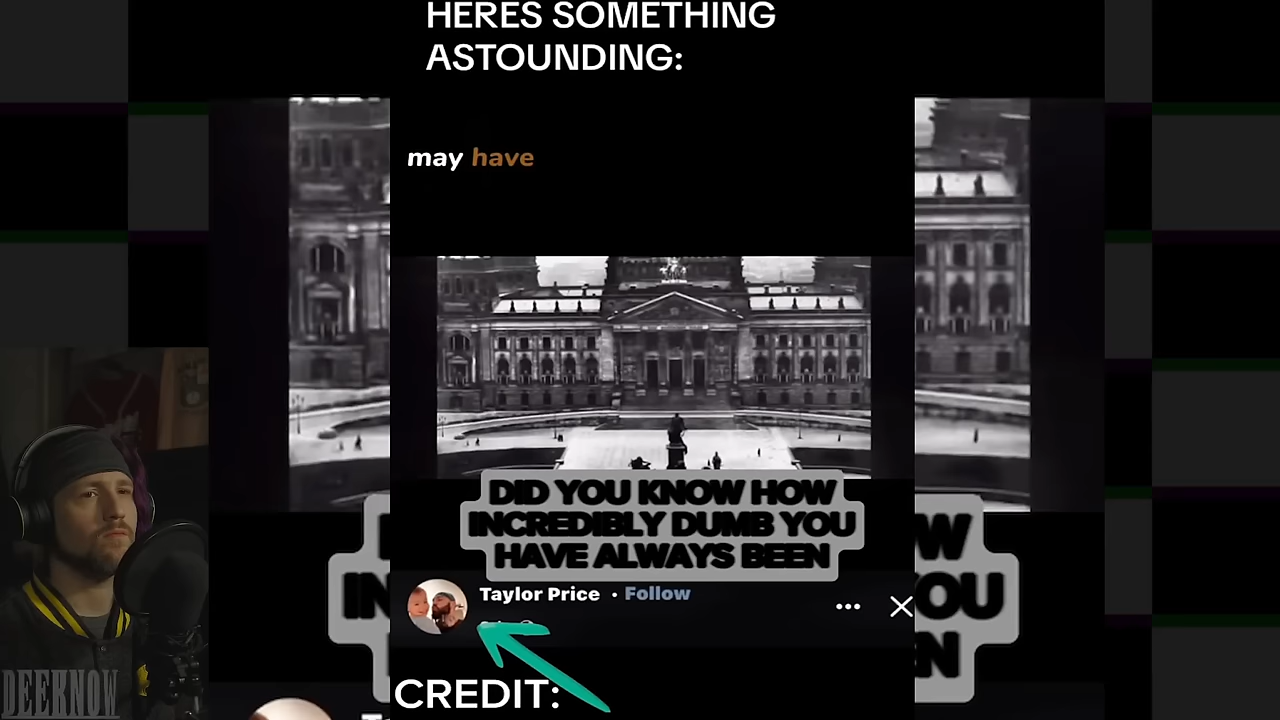 HERES SOMETHING
ASTOUNDING:
may have
DID YOU KNOW HOW
INCREDIBLY DUMB YOU
HAVE ALWAYS BEEN
Taylor Price · Follow
CREDIT:
DEEKNOW